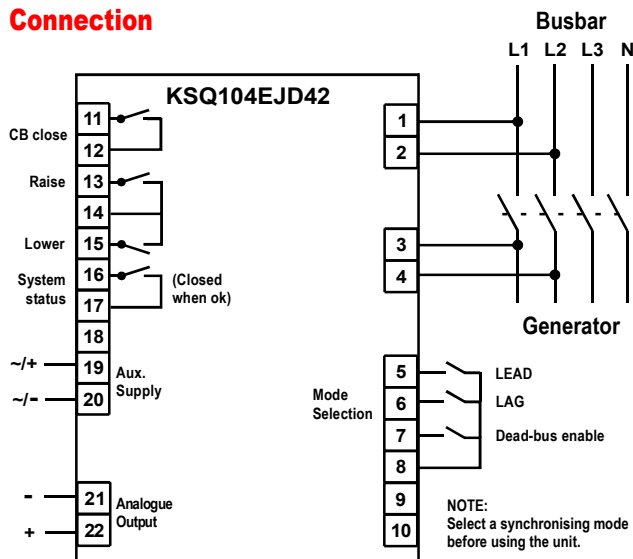 Connection
Busbar
L1 L2 L3 N
KSQ104EJD42
11
CB close
12
Raise 13
14
Lower 15
System
status
16
17
(Closed
when ok)
18
~/+ 19
~/- 20
Aux.
Supply
- 21
+ 22
Analogue
Output
1
2
3
4
Generator
Mode
Selection
5 LEAD
6 LAG
7 Dead-bus enable
8
9
10
NOTE:
Select a synchronising mode
before using the unit.